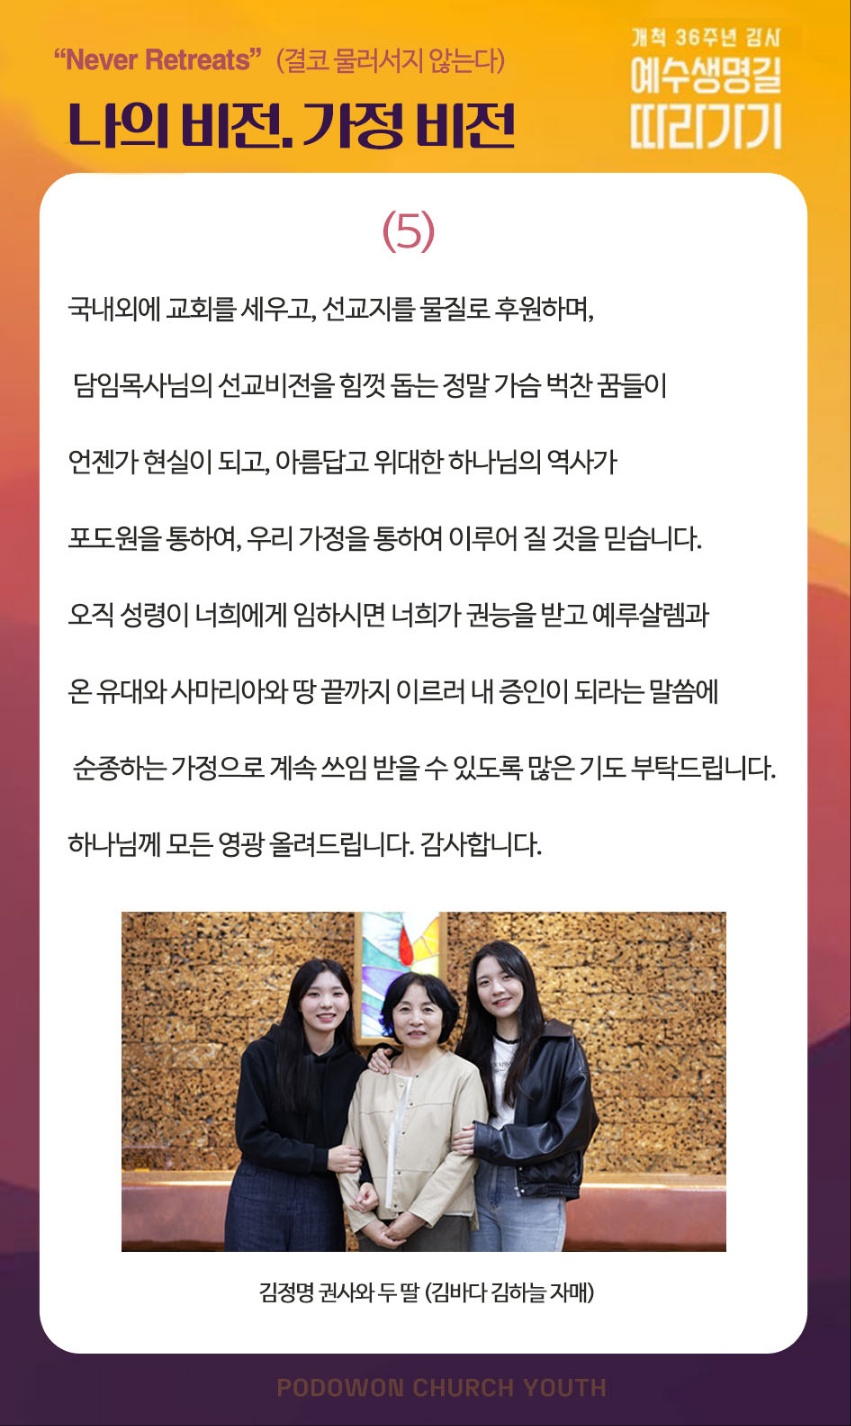 “Never Retreats” (결코 물러서지 않는다)
나의 비전. 가정 비전
개척 36주년 감사
예수생명길
따라가기
(5)
국내외에 교회를 세우고, 선교지를 물질로 후원하며,
담임목사님의 선교비전을 힘껏 돕는 정말 가슴 벅찬 꿈들이
언젠가 현실이 되고, 아름답고 위대한 하나님의 역사가
포도원을 통하여, 우리 가정을 통하여 이루어 질 것을 믿습니다.
오직 성령이 너희에게 임하시면 너희가 권능을 받고 예루살렘과
온 유대와 사마리아와 땅 끝까지 이르러 내 증인이 되라는 말씀에
순종하는 가정으로 계속 쓰임 받을 수 있도록 많은 기도 부탁드립니다.
하나님께 모든 영광 올려드립니다. 감사합니다.
김정명 권사와 두 딸 (김바다 김하늘 자매)
PODOWON CHURCH YOUTH